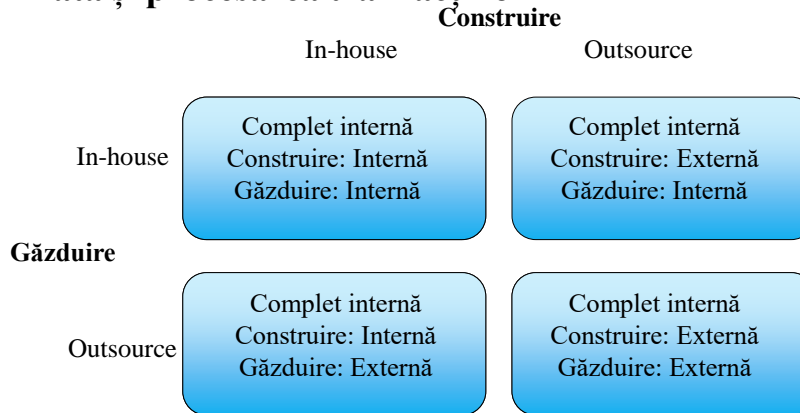 Construire
In-house Outsource
Complet internă
Construire: Internă
Găzduire: Internă
Complet internă
Construire: Externă
Găzduire: Internă
In-house
Găzduire
Complet internă
Construire: Internă
Găzduire: Externă
Complet internă
Construire: Externă
Găzduire: Externă
Outsource